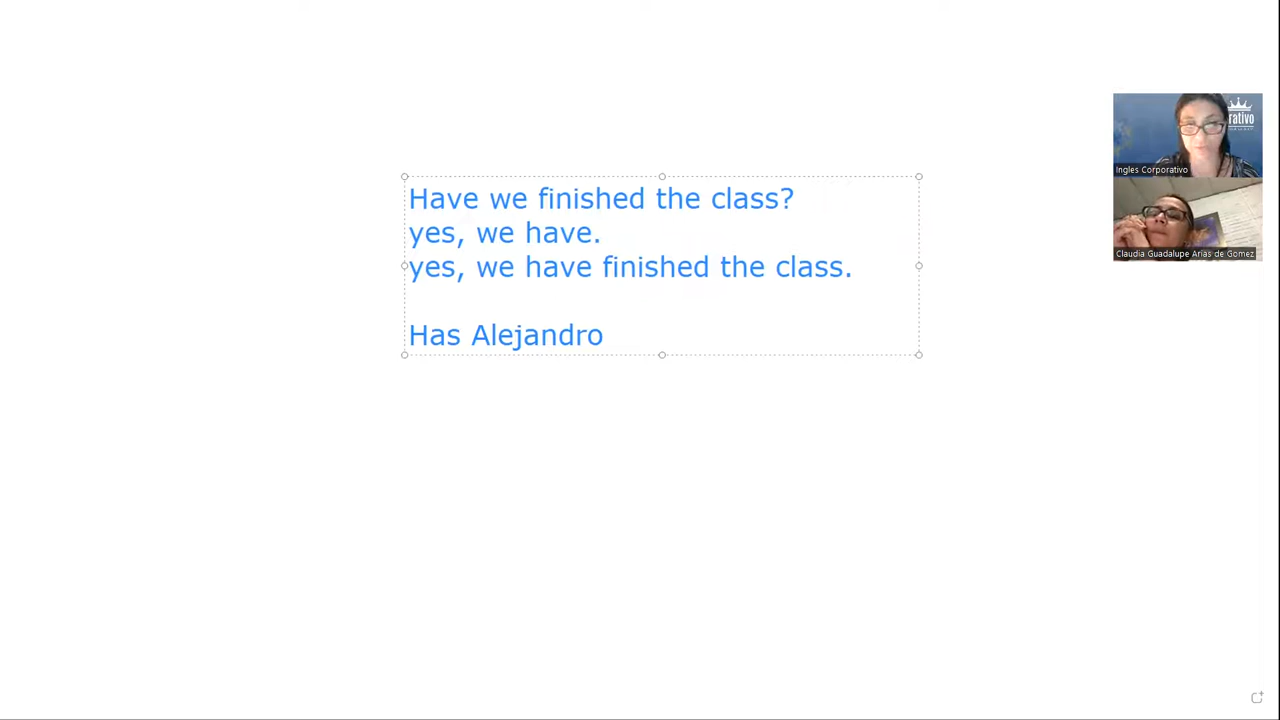 Have we finished the class?
yes, we have.
yes, we have finished the class.
Has Alejandro
rativo
Ingles Corporativo
Claudia Guadalupe Arias de Gomez